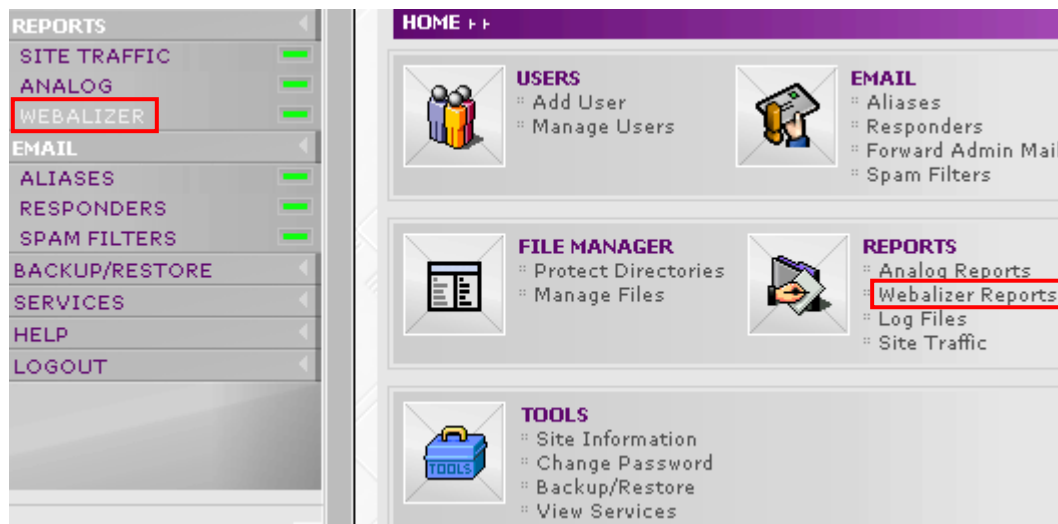 REPORTS
SITE TRAFFIC
ANALOG
WEBALIZER
EMAIL
ALIASES
RESPONDERS
SPAM FILTERS
BACKUP/RESTORE
SERVICES
HELP
LOGOUT
HOME
USERS
Add User
Manage Users
EMAIL
Aliases
Responders
Forward Admin Mail
Spam Filters
FILE MANAGER
Protect Directories
Manage Files
REPORTS
Analog Reports
Webalizer Reports
Log Files
Site Traffic
TOOLS
TOOLS
Site Information
Change Password
Backup/Restore
View Services